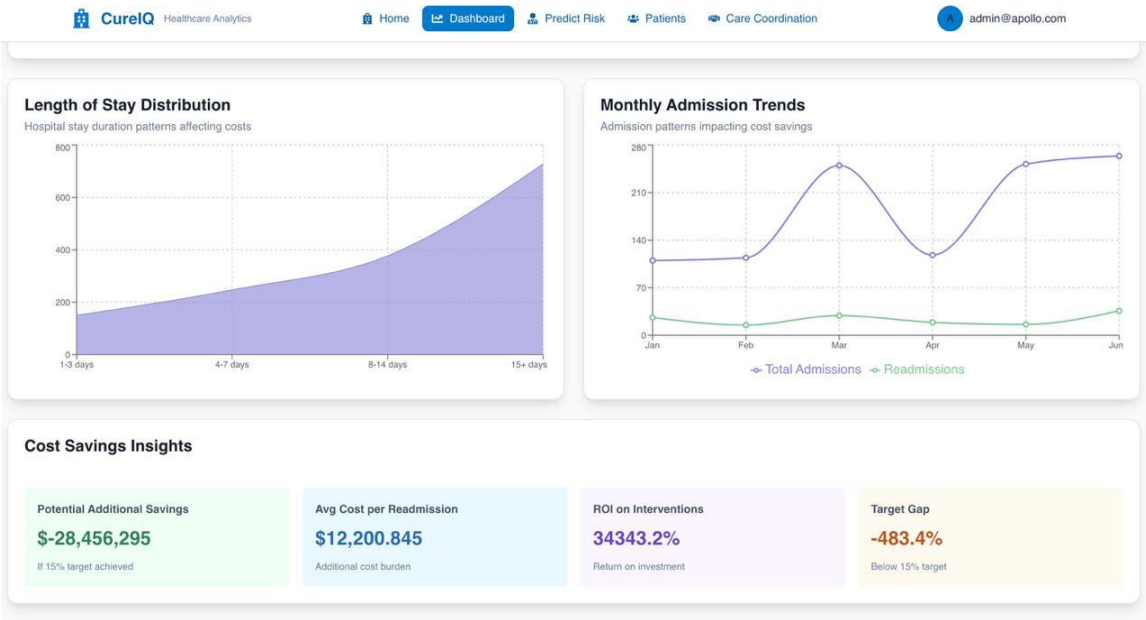 CureIQ Healthcare Analytics
Home Dashboard Predict Risk Patients Care Coordination
A admin@apollo.com
Length of Stay Distribution
Hospital stay duration patterns affecting costs
800
600
400
200
0
1-3 days 4-7 days 8-14 days 15+ days
Monthly Admission Trends
Admission patterns impacting cost savings
280
210
140
70
0
Jan Feb Mar Apr May Jun
Total Admissions Readmissions
Cost Savings Insights
Potential Additional Savings
$-28,456,295
If 15% target achieved
Avg Cost per Readmission
$12,200.845
Additional cost burden
ROI on Interventions
34343.2%
Return on investment
Target Gap
-483.4%
Below 15% target